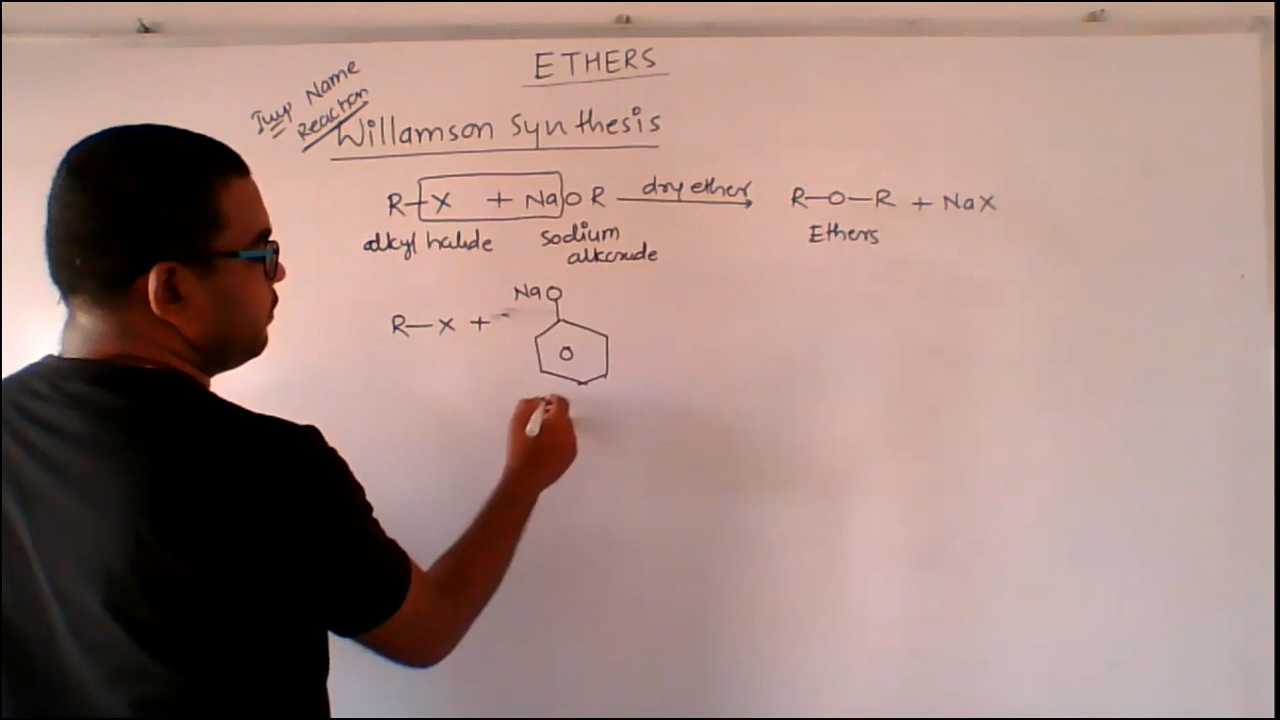 ETHERS
Imp Name
Reaction
Willamson Synthesis
R-X + NaOR dry ether R-O-R + NaX
alkyl halide sodium Ethers
alkoxide
NaO
R-X +